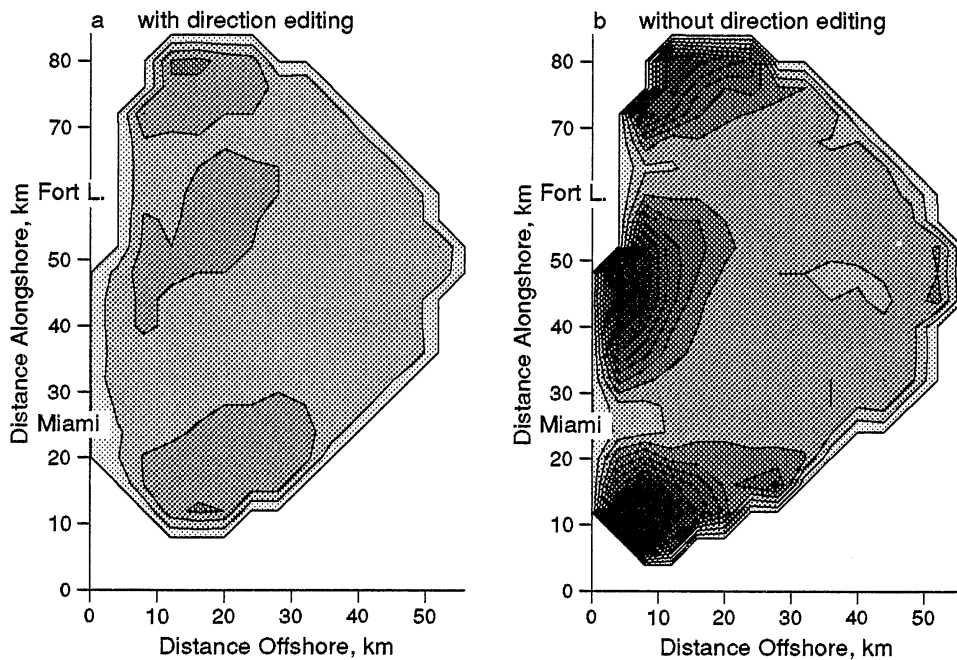 a with direction editing
80
70
Fort L.
60
50
40
30
Miami
20
10
0
Distance Alongshore, km
0 10 20 30 40 50
Distance Offshore, km
b without direction editing
80
70
Fort L.
60
50
40
30
Miami
20
10
0
Distance Alongshore, km
0 10 20 30 40 50
Distance Offshore, km